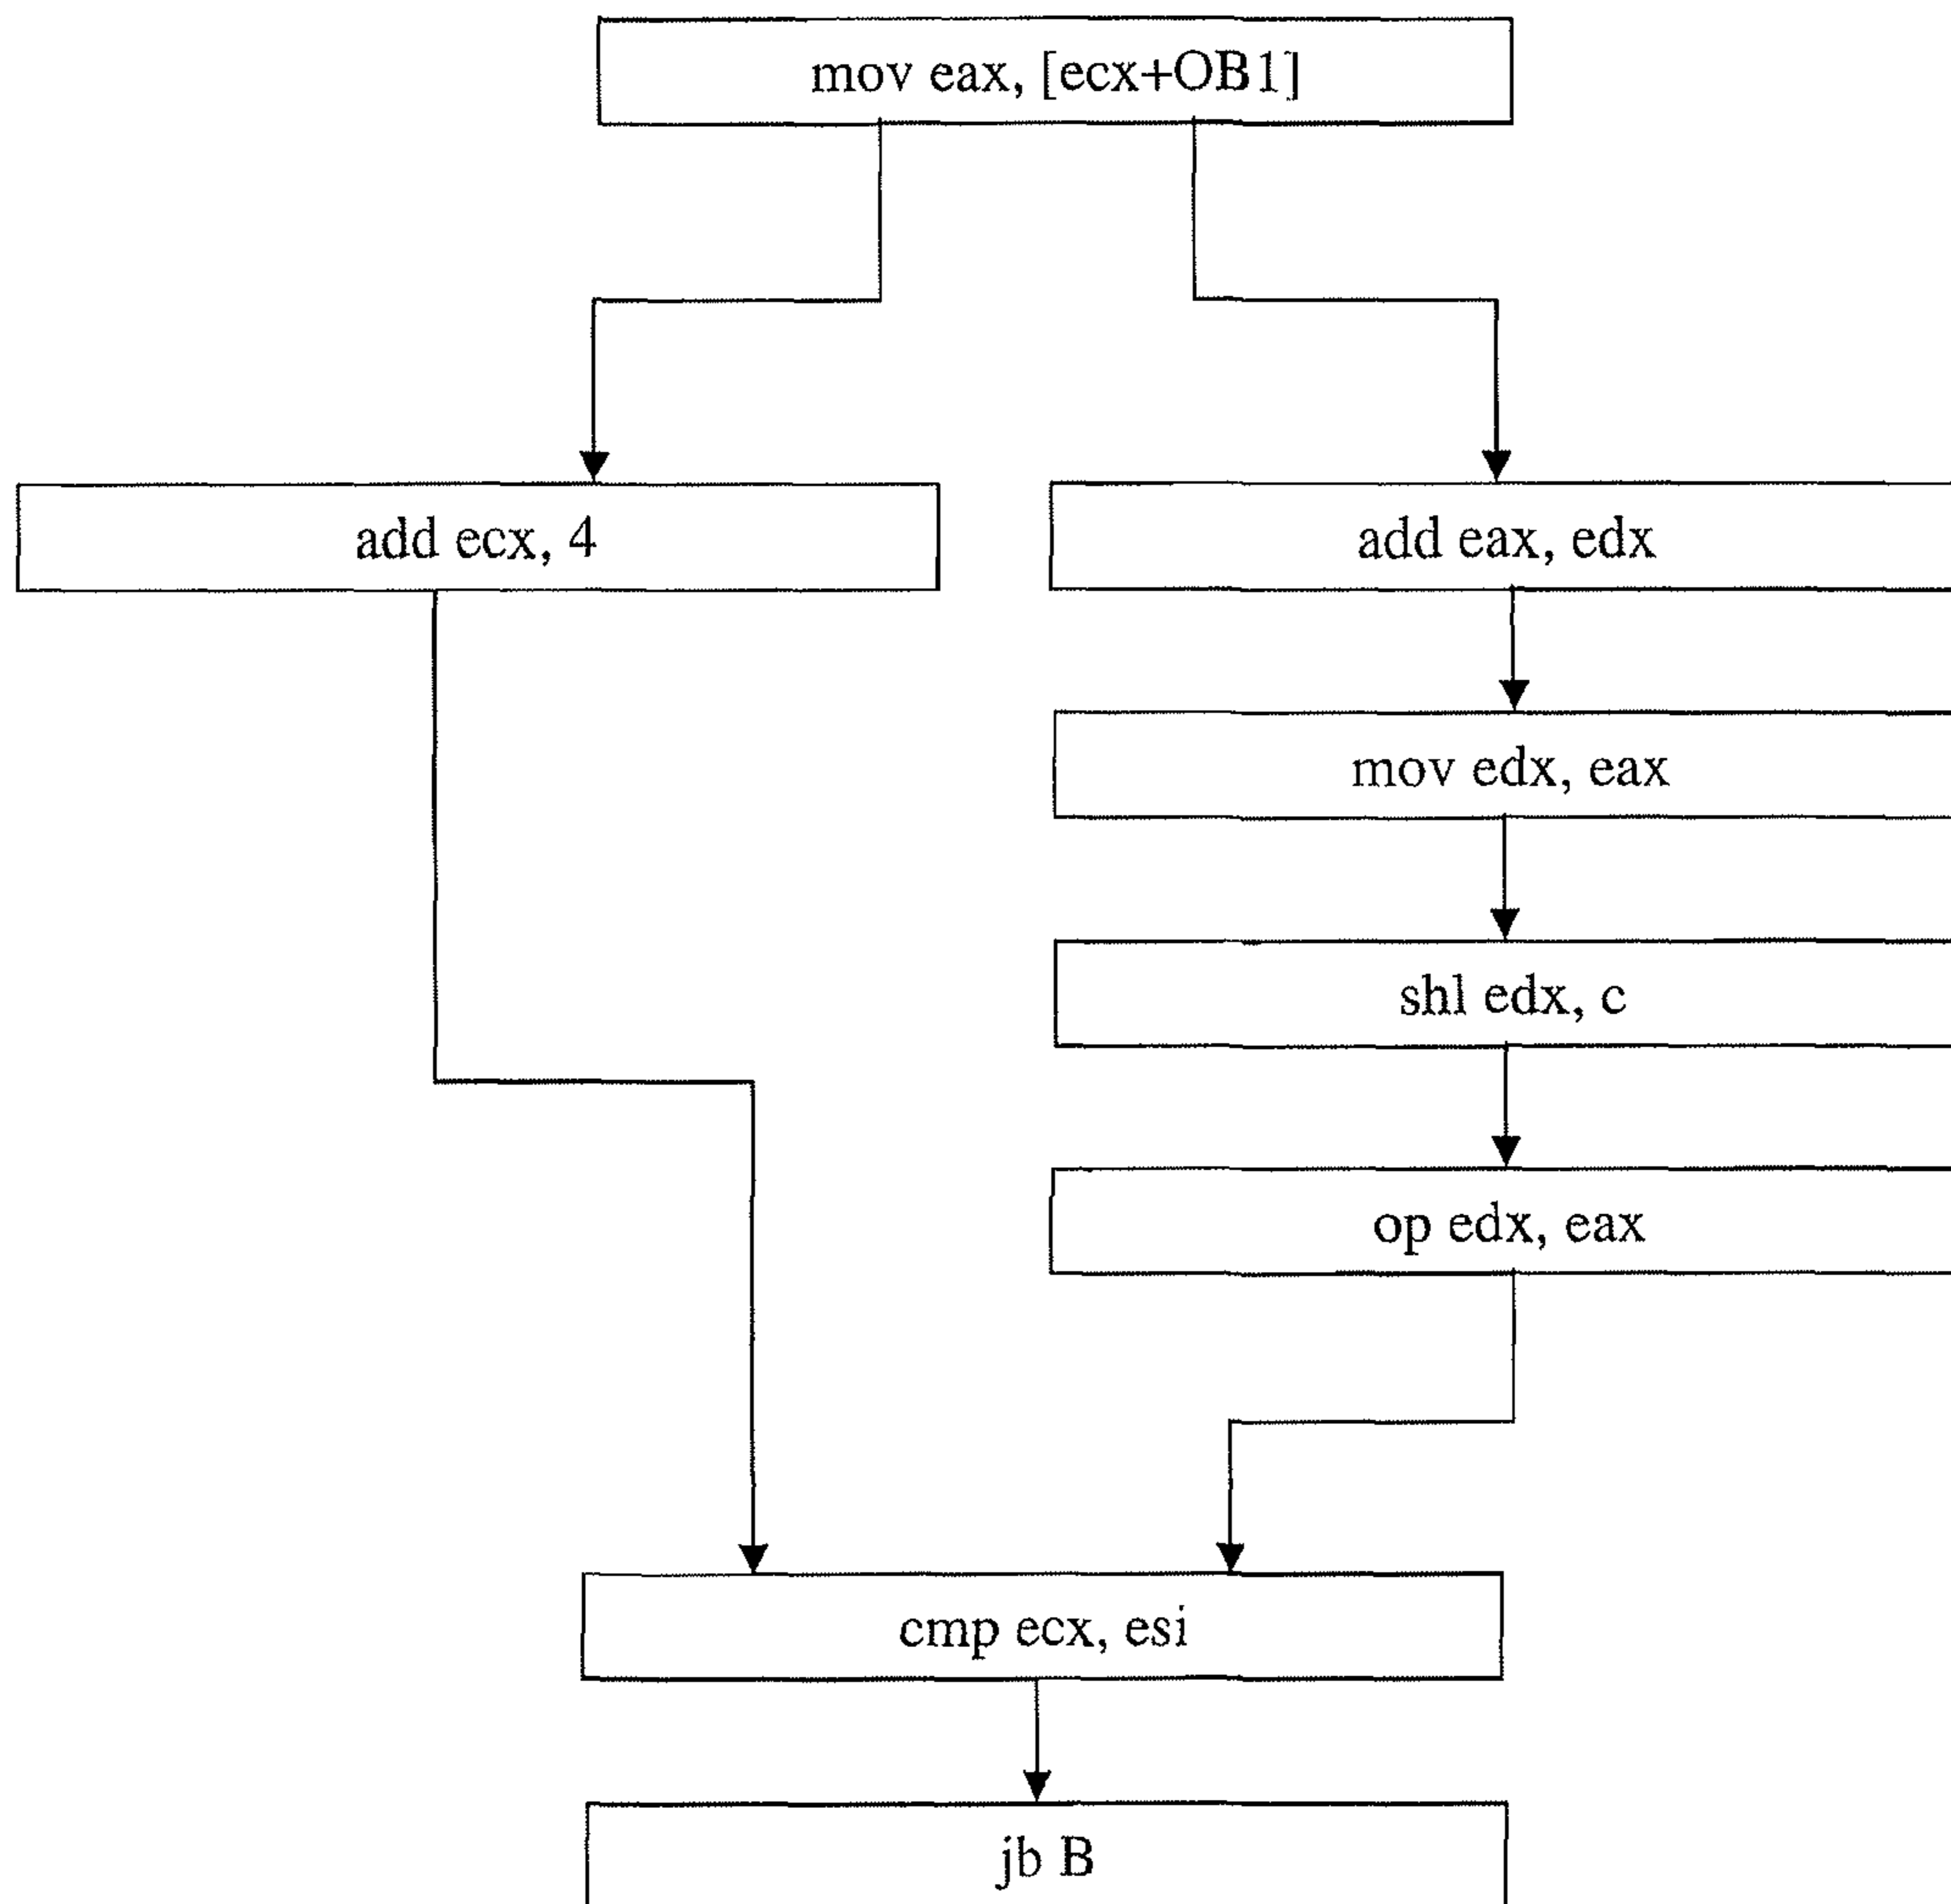 mov eax, [ecx+OB1]
add ecx, 4
add eax, edx
mov edx, eax
shl edx, c
op edx, eax
cmp ecx, esi
jb B